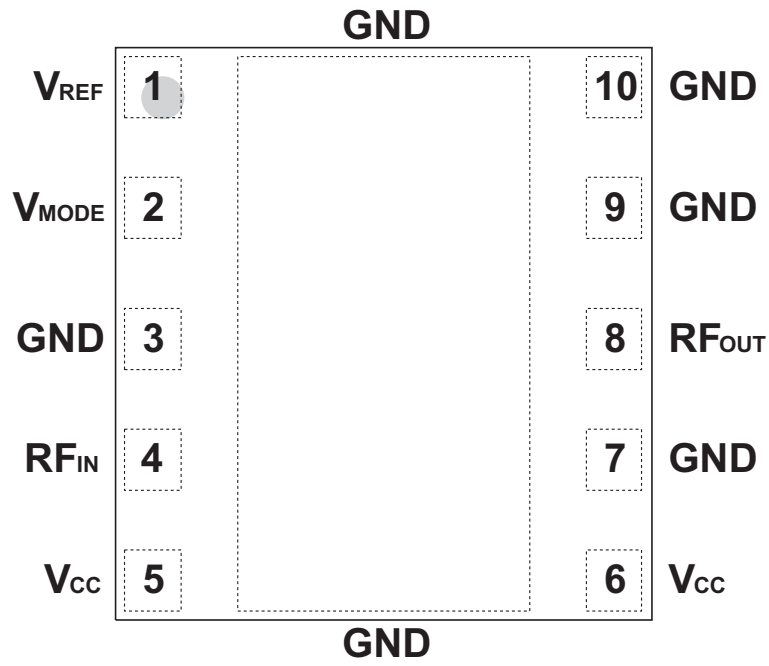 GND
VREF 1 10 GND
VMODE 2 9 GND
GND 3 8 RFOUT
RFIN 4 7 GND
VCC 5 6 VCC
GND